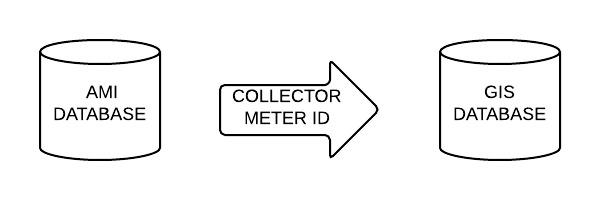 AMI
DATABASE
COLLECTOR
METER ID
GIS
DATABASE